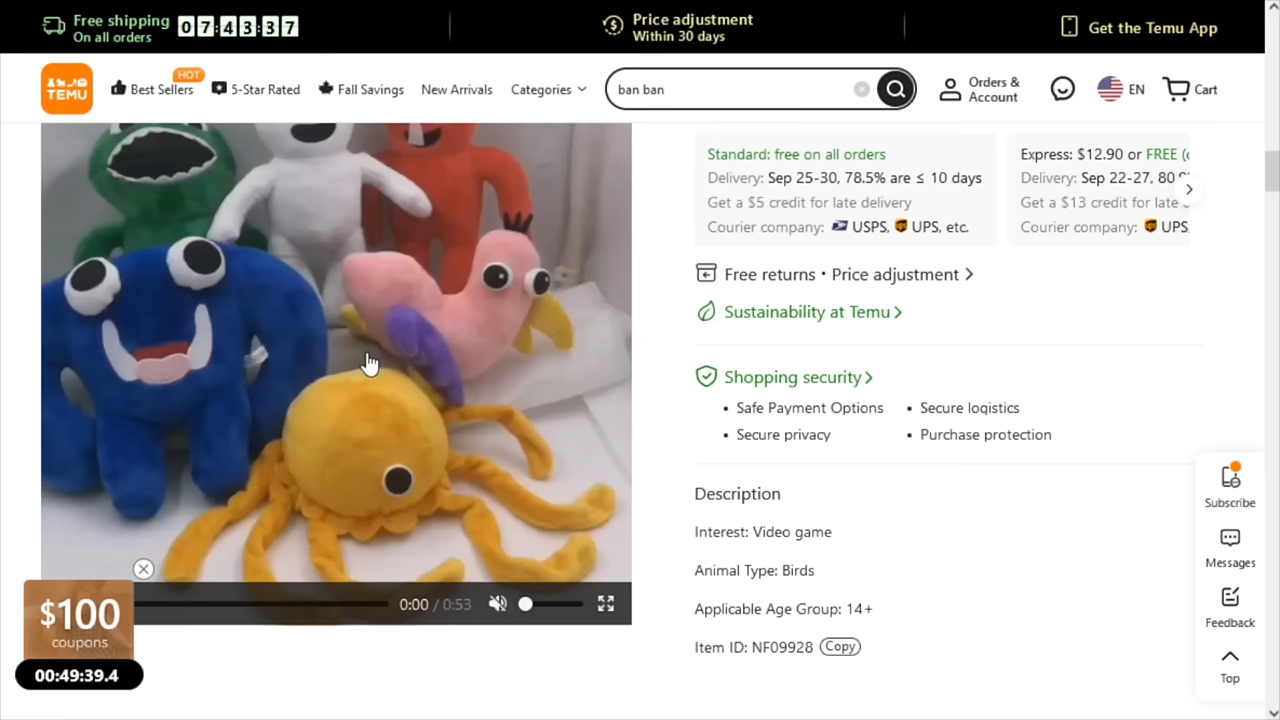 Free shipping
On all orders
07:43:37
Price adjustment
Within 30 days
Get the Temu App
TEMU
Best Sellers
HOT
5-Star Rated
Fall Savings
New Arrivals
Categories
ban ban
Orders &
Account
EN
Cart
Standard: free on all orders
Delivery: Sep 25-30, 78.5% are ≤ 10 days
Get a $5 credit for late delivery
Courier company: USPS, UPS, etc.
Express: $12.90 or FREE
Delivery: Sep 22-27,
Get a $13 credit for late
Courier company: UPS,
Free returns · Price adjustment >
Sustainability at Temu >
Shopping security >
• Safe Payment Options
• Secure logistics
• Secure privacy
• Purchase protection
Description
Interest: Video game
Animal Type: Birds
Applicable Age Group: 14+
Item ID: NF09928 Copy
0:00 / 0:53
$100
coupons
00:49:39.4
Subscribe
Messages
Feedback
Top